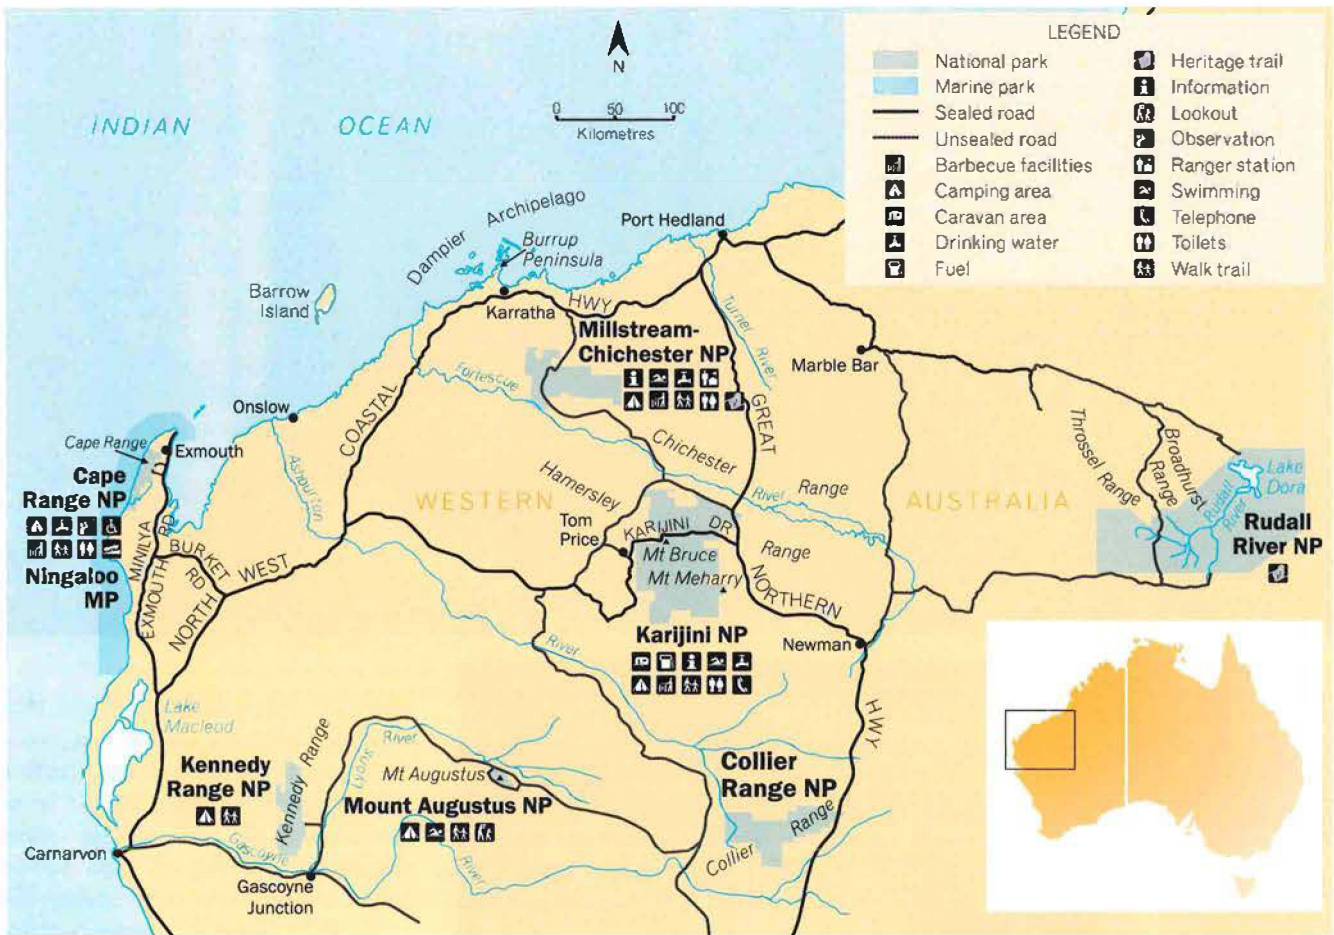 LEGEND
National park
Marine park
Sealed road
Unsealed road
Barbecue facilities
Camping area
Caravan area
Drinking water
Fuel
Heritage trail
Information
Lookout
Observation
Ranger station
Swimming
Telephone
Toilets
Walk trail
N
0 50 100
Kilometres
INDIAN OCEAN
Dampier Archipelago
Burrup
Peninsula
Port Hedland
Barrow
Island
Karratha
COASTAL
HWY
Millstream-
Chichester NP
Turner
River
Marble Bar
Fortescue
Onslow
GREAT
Cape Range
Exmouth
Cape
Range NP
Ningaloo
MP
Ashburton
Hamersley
Chichester
River
Range
WESTERN AUSTRALIA
Throssel Range
Broadhurst
Range
Rudall
River
Lake
Dora
Rudall
River NP
Tom
Price
KARIJINI DR
Range
Mt Bruce
Mt Meharry
NORTHERN
MINILYA
EXMOUTH
RD
BURKET
RD
NORTH
WEST
Karijini NP
Newman
River
HWY
Lake
Macleod
Kennedy
Range NP
Kennedy Range
Lyons
River
Mt Augustus
Mount Augustus NP
Collier
Range NP
Collier
Range
Carnarvon
Gascoyne
River
Gascoyne
Junction